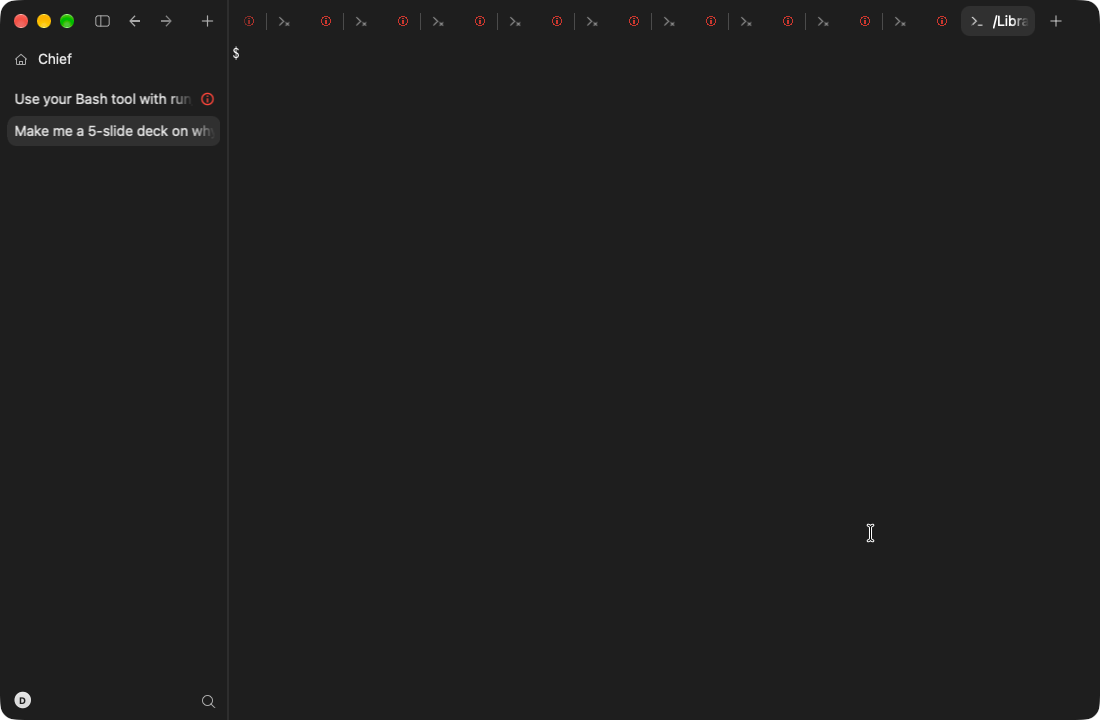 /Libra
Chief
$
Use your Bash tool with run
Make me a 5-slide deck on wh
D